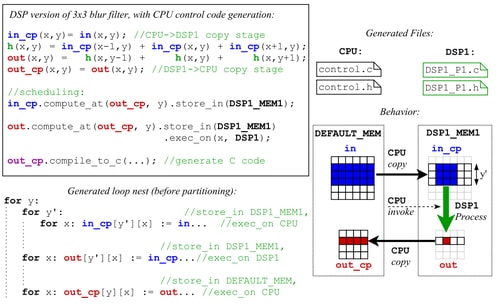 DSP version of 3x3 blur filter, with CPU control code generation:
in_cp(x,y)= in(x,y); //CPU->DSP1 copy stage
h(x,y) = in_cp(x-1,y) + in_cp(x,y) + in_cp(x+1,y);
out(x,y) = h(x,y-1) + h(x,y) + h(x,y+1);
out_cp(x,y) = out(x,y); //DSP1->CPU copy stage
//scheduling:
in_cp.compute_at(out_cp, y).store_in(DSP1_MEM1);
out.compute_at(out_cp, y).store_in(DSP1_MEM1)
.exec_on(x, DSP1);
out_cp.compile_to_c(...); //generate C code
Generated loop nest (before partitioning):
for y:
for y': //store_in DSP1_MEM1,
for x: in_cp[y'][x] := in... //exec_on CPU
//store_in DSP1_MEM1,
for x: out[y'][x] := in_cp...//exec_on DSP1
//store_in DEFAULT_MEM,
for x: out_cp[y][x] := out... //exec_on CPU
Generated Files:
CPU: DSP1:
control.c DSP1_P1.c
control.h DSP1_P1.h
Behavior:
DEFAULT_MEM DSP1_MEM1
in CPU in_cp
copy
y'
CPU
invoke
DSP1
Process
out_cp CPU out
copy